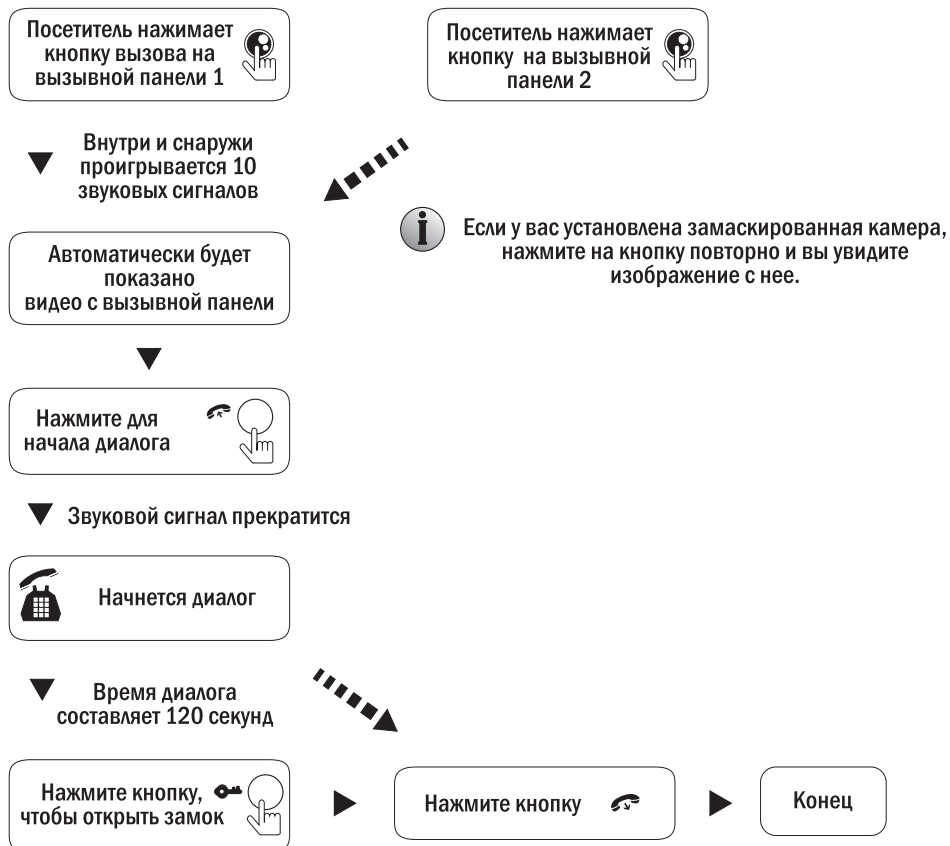 Посетитель нажимает
кнопку вызова на
вызывной панели 1
Посетитель нажимает
кнопку на вызывной
панели 2
Внутри и снаружи
проигрывается 10
звуковых сигналов
Если у вас установлена замаскированная камера,
нажмите на кнопку повторно и вы увидите
изображение с нее.
Автоматически будет
показано
видео с вызывной панели
Нажмите для
начала диалога
Звуковой сигнал прекратится
Начнется диалог
Время диалога
составляет 120 секунд
Нажмите кнопку,
чтобы открыть замок
Нажмите кнопку
Конец